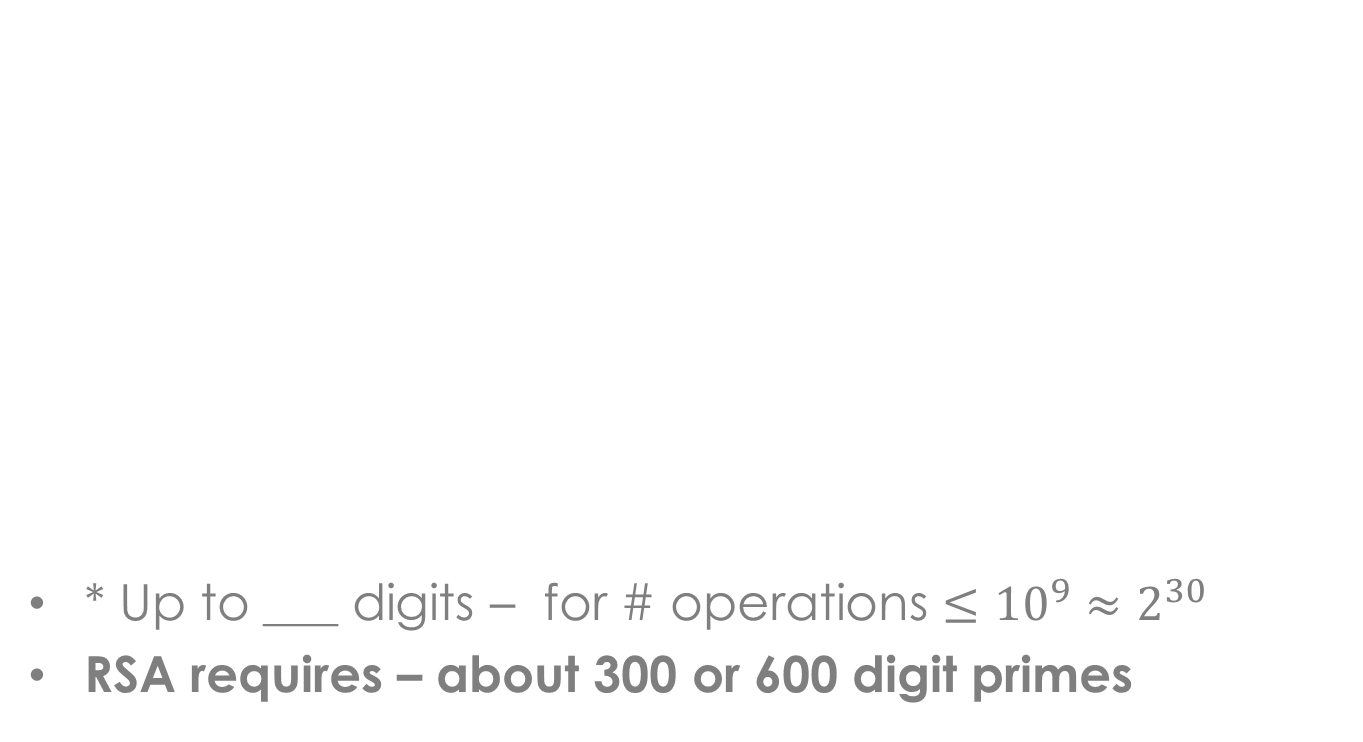 • * Up to ___ digits –  for # operations ≤ 10⁹ ≈ 2³⁰
• RSA requires – about 300 or 600 digit primes